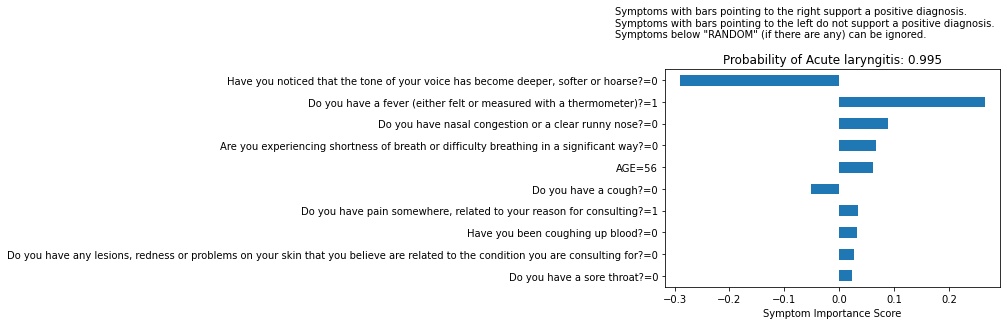 Symptoms with bars pointing to the right support a positive diagnosis.
Symptoms with bars pointing to the left do not support a positive diagnosis.
Symptoms below "RANDOM" (if there are any) can be ignored.
Probability of Acute laryngitis: 0.995
Have you noticed that the tone of your voice has become deeper, softer or hoarse?=0
Do you have a fever (either felt or measured with a thermometer)?=1
Do you have nasal congestion or a clear runny nose?=0
Are you experiencing shortness of breath or difficulty breathing in a significant way?=0
AGE=56
Do you have a cough?=0
Do you have pain somewhere, related to your reason for consulting?=1
Have you been coughing up blood?=0
Do you have any lesions, redness or problems on your skin that you believe are related to the condition you are consulting for?=0
Do you have a sore throat?=0
−0.3 −0.2 −0.1 0.0 0.1 0.2
Symptom Importance Score